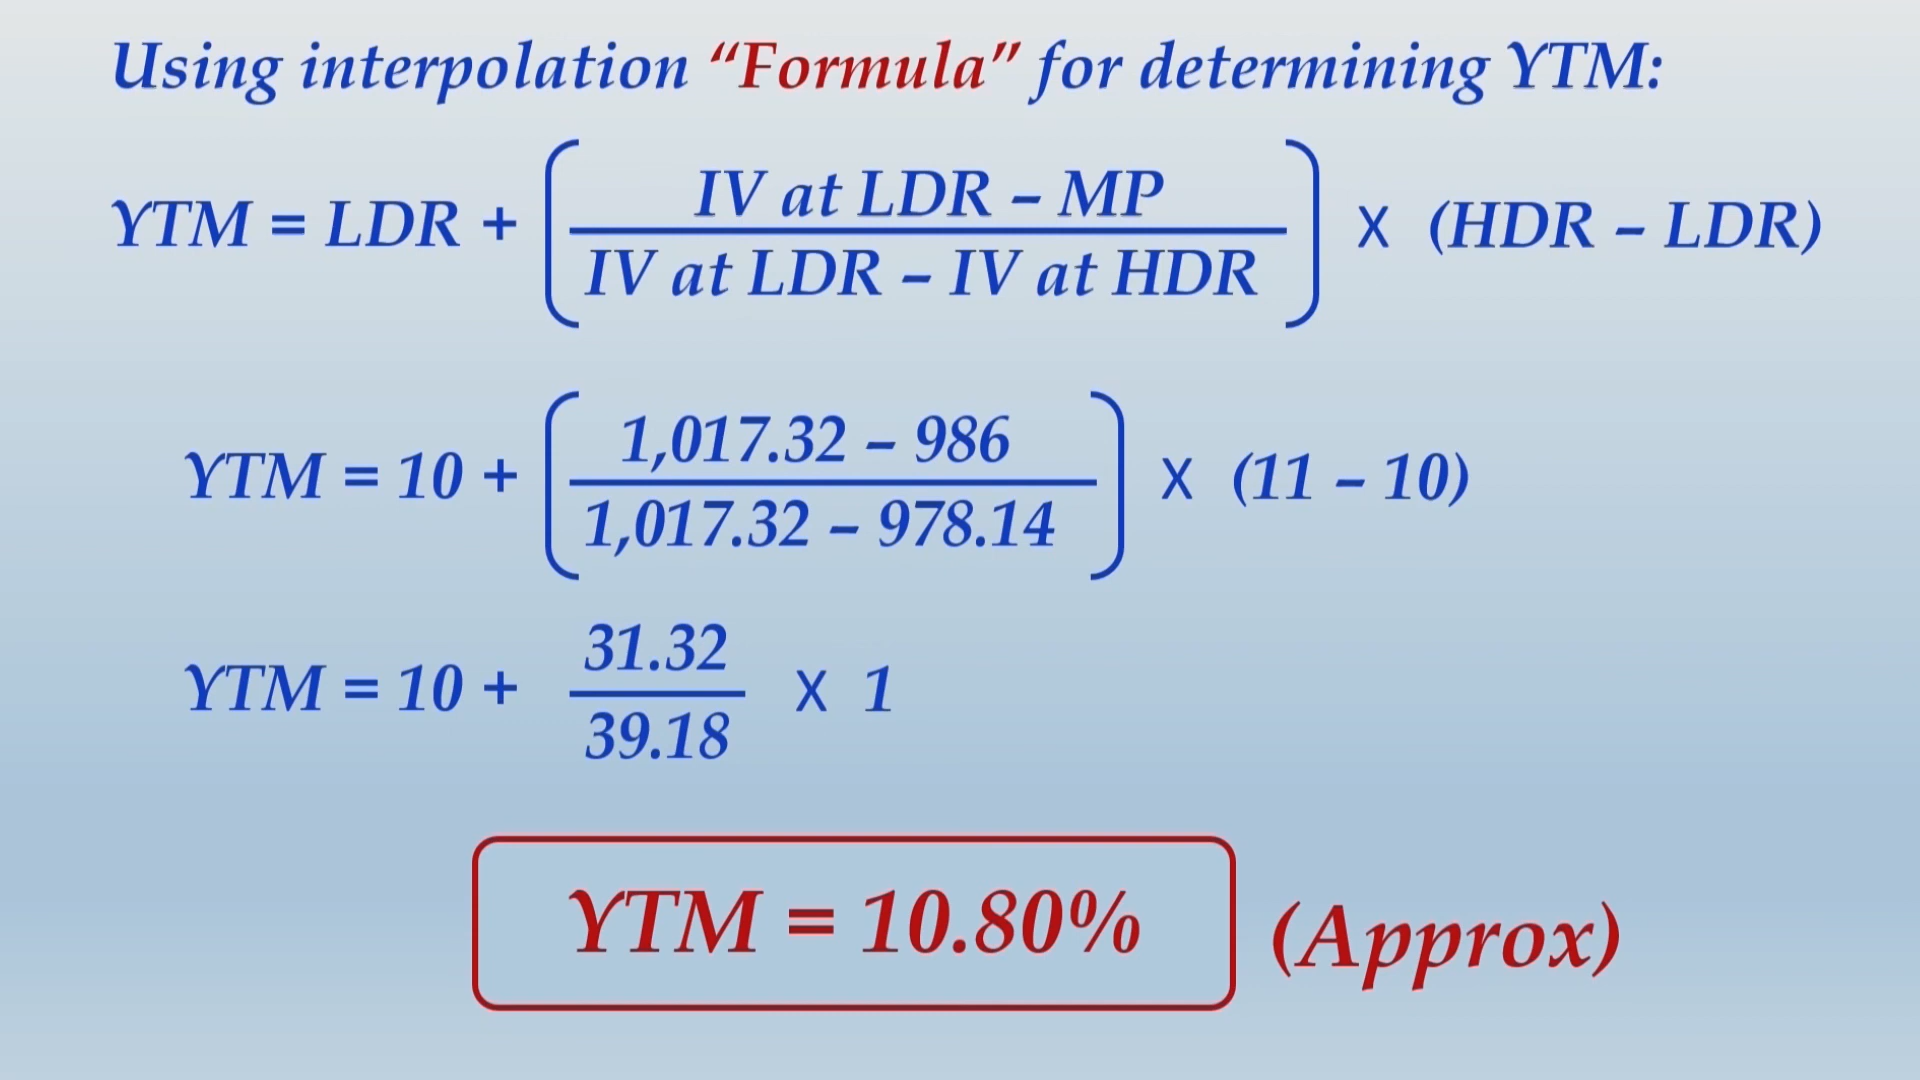 Using interpolation “Formula” for determining YTM:
YTM = LDR + ( IV at LDR – MP / IV at LDR – IV at HDR ) X (HDR – LDR)
YTM = 10 + ( 1,017.32 – 986 / 1,017.32 – 978.14 ) X (11 – 10)
YTM = 10 + 31.32 / 39.18 X 1
YTM = 10.80% (Approx)